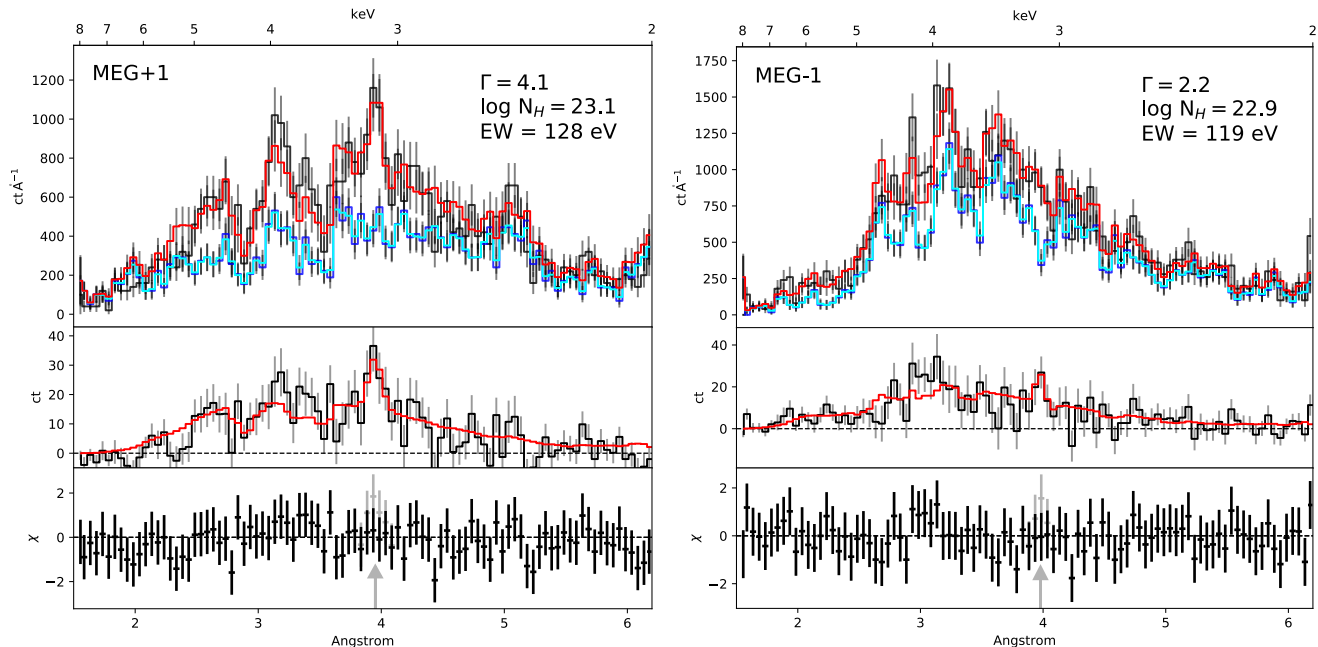 keV
8 7 6 5 4 3 2
MEG+1
Γ = 4.1
log N_H = 23.1
EW = 128 eV
1200
1000
800
600
400
200
0
ct Å⁻¹
40
30
20
10
0
ct
2
0
−2
χ
2 3 4 5 6
Angstrom
keV
8 7 6 5 4 3 2
MEG-1
Γ = 2.2
log N_H = 22.9
EW = 119 eV
1750
1500
1250
1000
750
500
250
0
ct Å⁻¹
40
20
0
ct
2
0
−2
χ
2 3 4 5 6
Angstrom